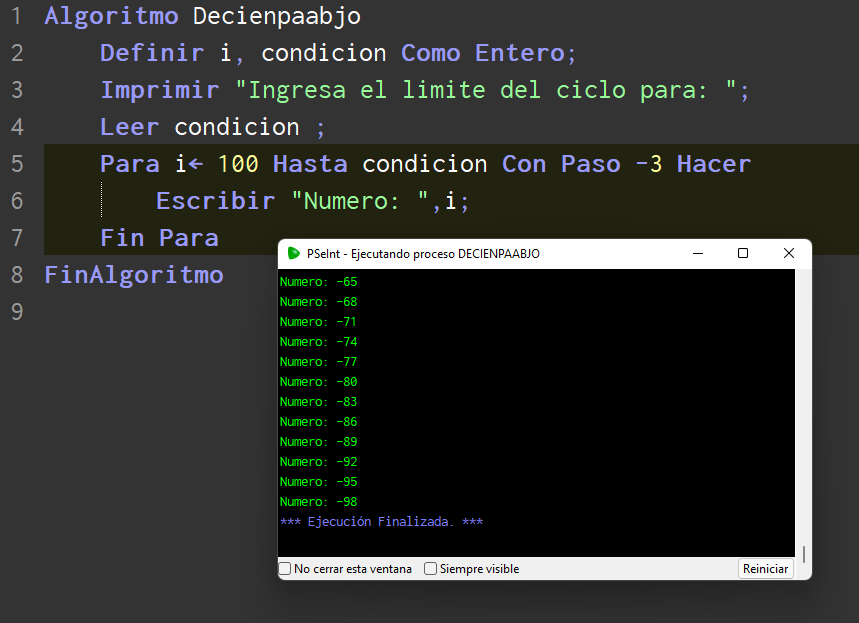 1 Algoritmo Decienpaabjo
2 Definir i, condicion Como Entero;
3 Imprimir "Ingresa el limite del ciclo para: ";
4 Leer condicion ;
5 Para i← 100 Hasta condicion Con Paso -3 Hacer
6 Escribir "Numero: ",i;
7 Fin Para
8 FinAlgoritmo
9
PSeInt - Ejecutando proceso DECIENPAABJO
Numero: -65
Numero: -68
Numero: -71
Numero: -74
Numero: -77
Numero: -80
Numero: -83
Numero: -86
Numero: -89
Numero: -92
Numero: -95
Numero: -98
*** Ejecución Finalizada. ***
No cerrar esta ventana Siempre visible Reiniciar